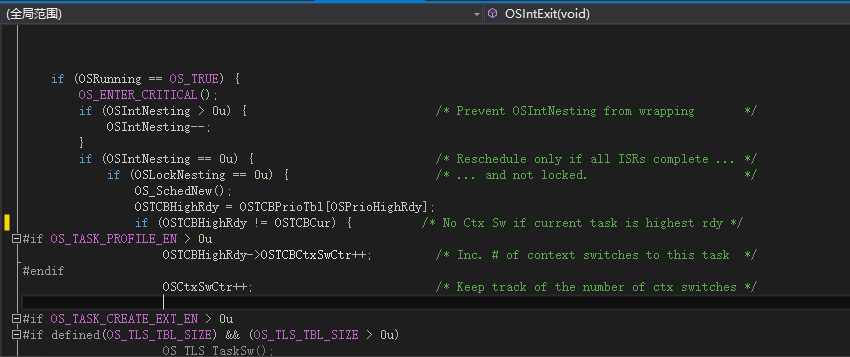 (全局范围) OSIntExit(void)
if (OSRunning == OS_TRUE) {
OS_ENTER_CRITICAL();
if (OSIntNesting > 0u) { /* Prevent OSIntNesting from wrapping */
OSIntNesting--;
}
if (OSIntNesting == 0u) { /* Reschedule only if all ISRs complete ... */
if (OSLockNesting == 0u) { /* ... and not locked. */
OS_SchedNew();
OSTCBHighRdy = OSTCBPrioTbl[OSPrioHighRdy];
if (OSTCBHighRdy != OSTCBCur) { /* No Ctx Sw if current task is highest rdy */
#if OS_TASK_PROFILE_EN > 0u
OSTCBHighRdy->OSTCBCtxSwCtr++; /* Inc. # of context switches to this task */
#endif
OSCtxSwCtr++; /* Keep track of the number of ctx switches */
#if OS_TASK_CREATE_EXT_EN > 0u
#if defined(OS_TLS_TBL_SIZE) && (OS_TLS_TBL_SIZE > 0u)
OS_TLS_TaskSw();